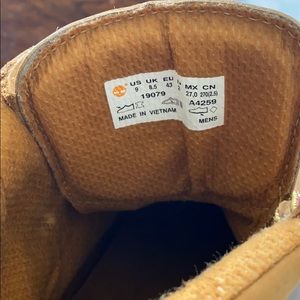 US UK EU MX CN
9 8.5 43 27.0 270(2.5)
19079 A4259
MADE IN VIETNAM MENS